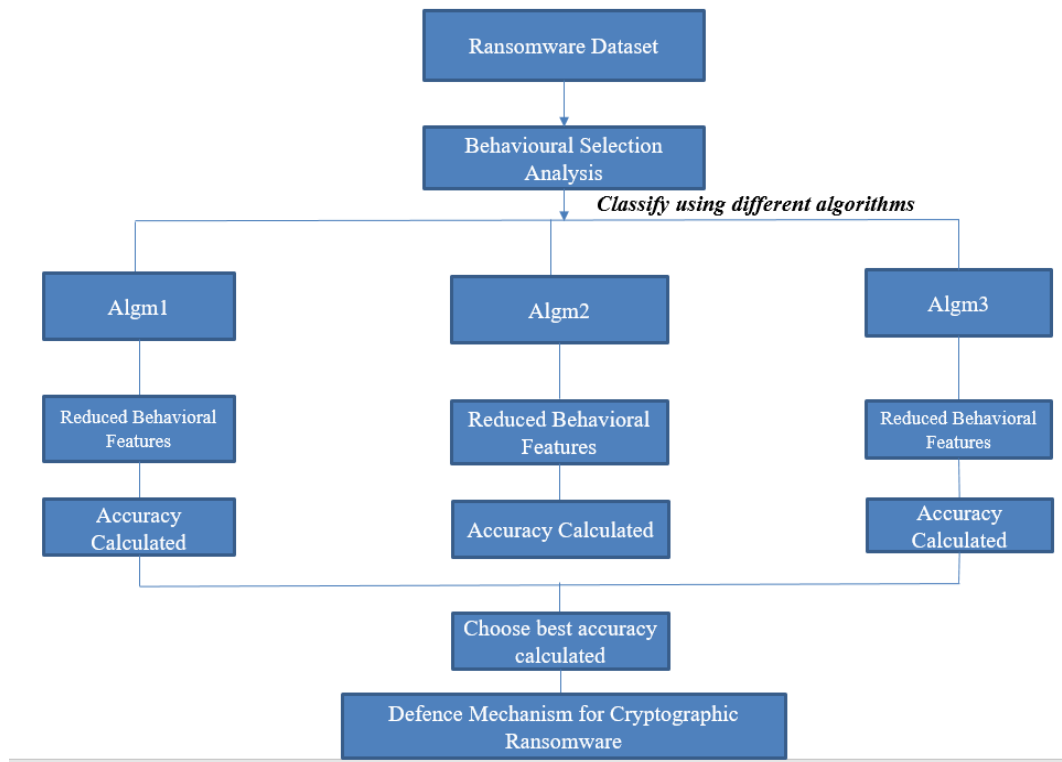 Ransomware Dataset
Behavioural Selection
Analysis
Classify using different algorithms
Algm1
Algm2
Algm3
Reduced Behavioral
Features
Reduced Behavioral
Features
Reduced Behavioral
Features
Accuracy
Calculated
Accuracy Calculated
Accuracy
Calculated
Choose best accuracy
calculated
Defence Mechanism for Cryptographic
Ransomware